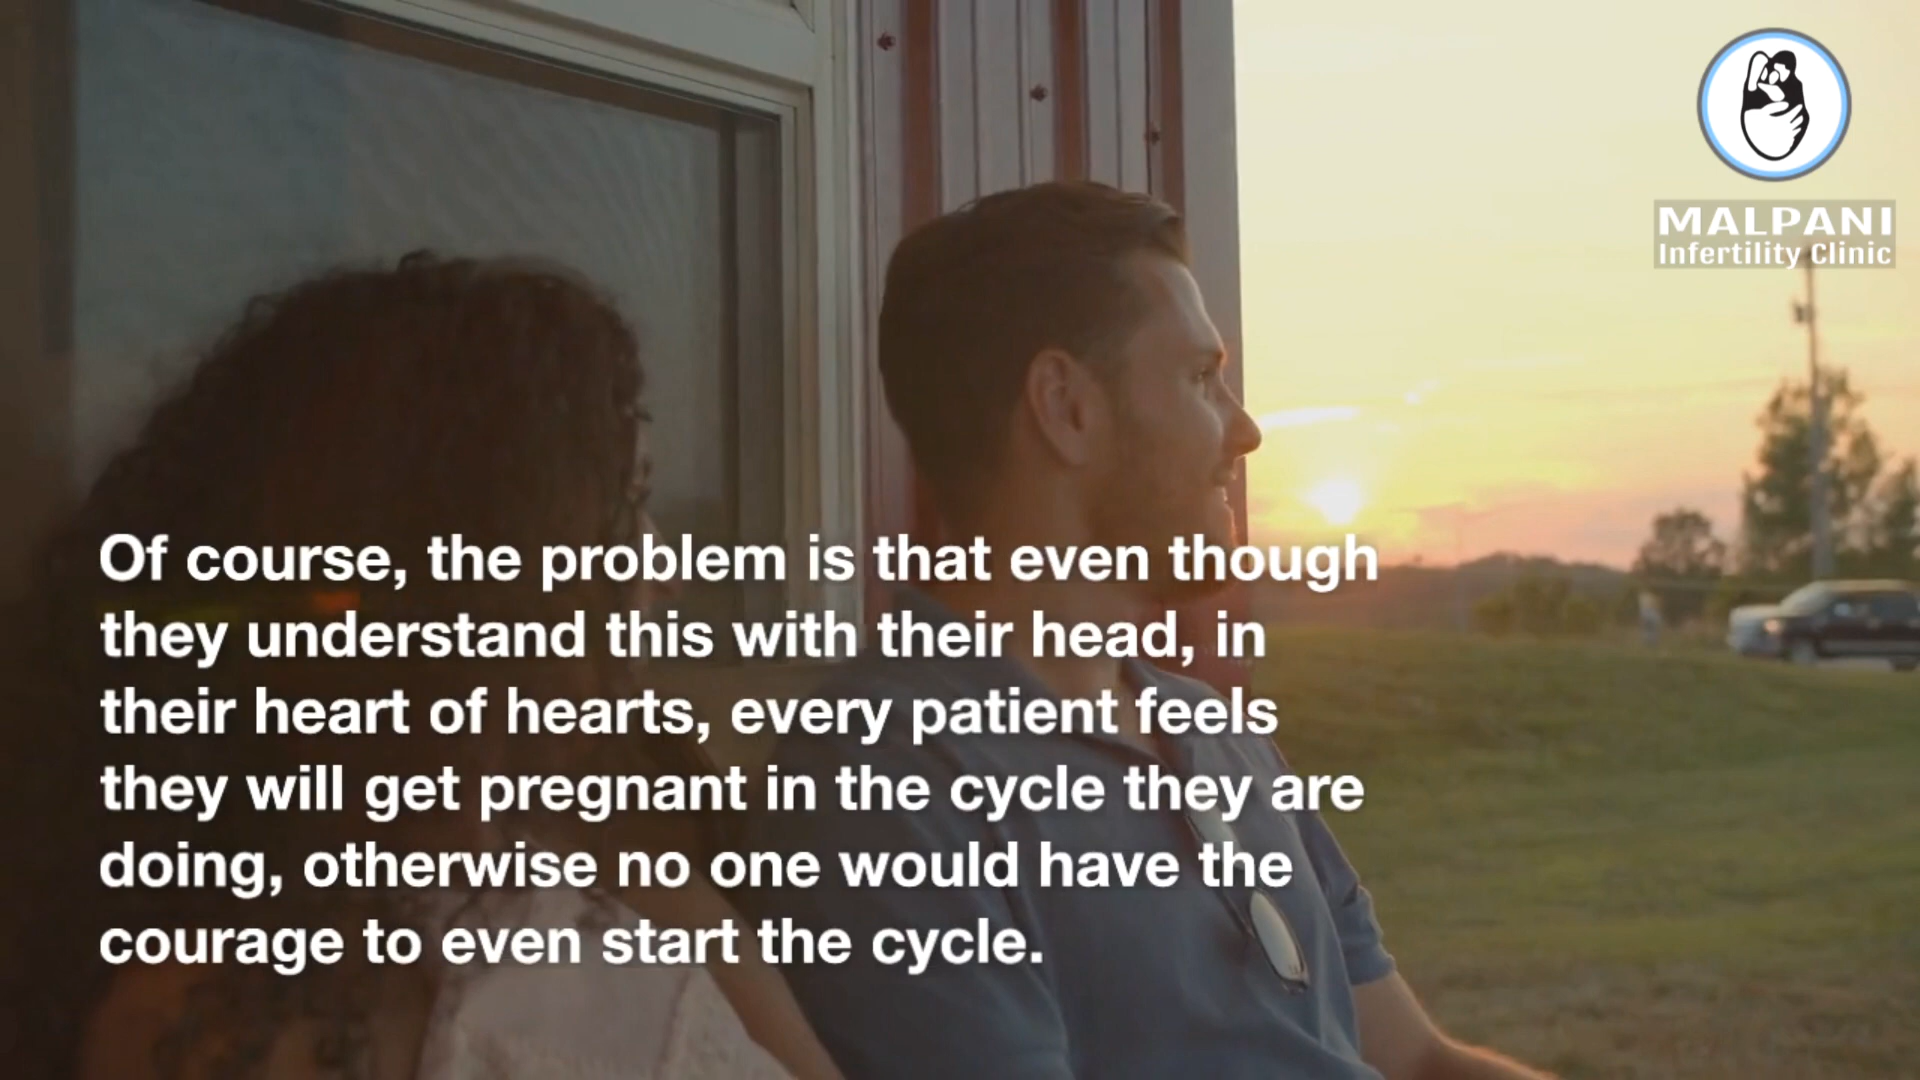 MALPANI
Infertility Clinic
Of course, the problem is that even though
they understand this with their head, in
their heart of hearts, every patient feels
they will get pregnant in the cycle they are
doing, otherwise no one would have the
courage to even start the cycle.